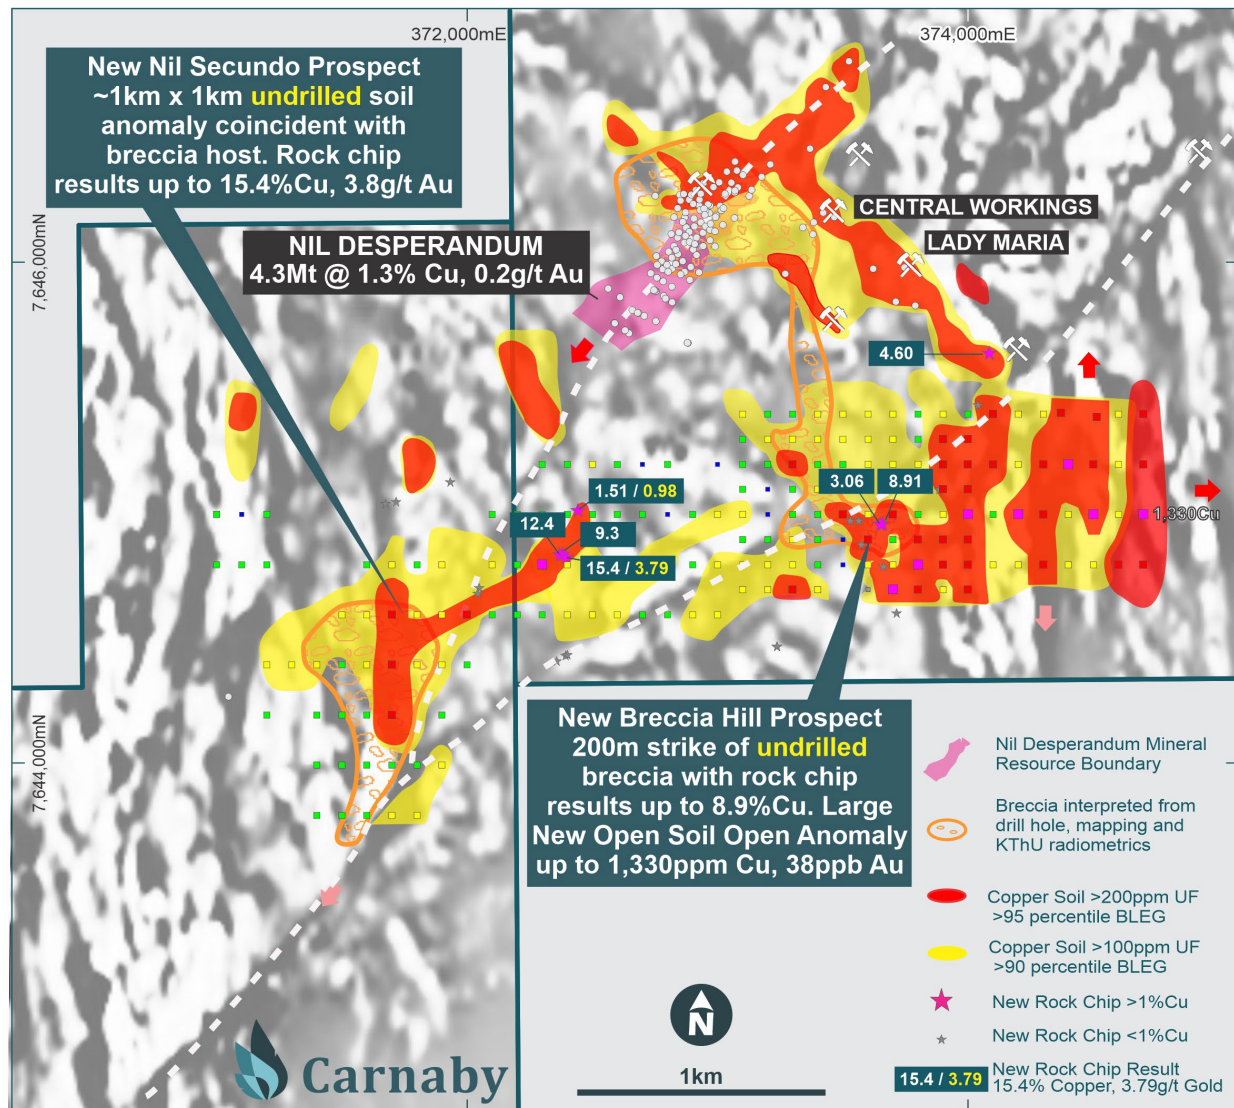 372,000mE
374,000mE
New Nil Secundo Prospect
~1km x 1km undrilled soil
anomaly coincident with
breccia host. Rock chip
results up to 15.4%Cu, 3.8g/t Au
CENTRAL WORKINGS
LADY MARIA
NIL DESPERANDUM
4.3Mt @ 1.3% Cu, 0.2g/t Au
7,646,000mN
4.60
3.06
8.91
1.51 / 0.98
12.4
9.3
15.4 / 3.79
1,330Cu
7,644,000mN
New Breccia Hill Prospect
200m strike of undrilled
breccia with rock chip
results up to 8.9%Cu. Large
New Open Soil Open Anomaly
up to 1,330ppm Cu, 38ppb Au
Nil Desperandum Mineral
Resource Boundary
Breccia interpreted from
drill hole, mapping and
KThU radiometrics
Copper Soil >200ppm UF
>95 percentile BLEG
Copper Soil >100ppm UF
>90 percentile BLEG
New Rock Chip >1%Cu
New Rock Chip <1%Cu
15.4 / 3.79
New Rock Chip Result
15.4% Copper, 3.79g/t Gold
N
1km
Carnaby